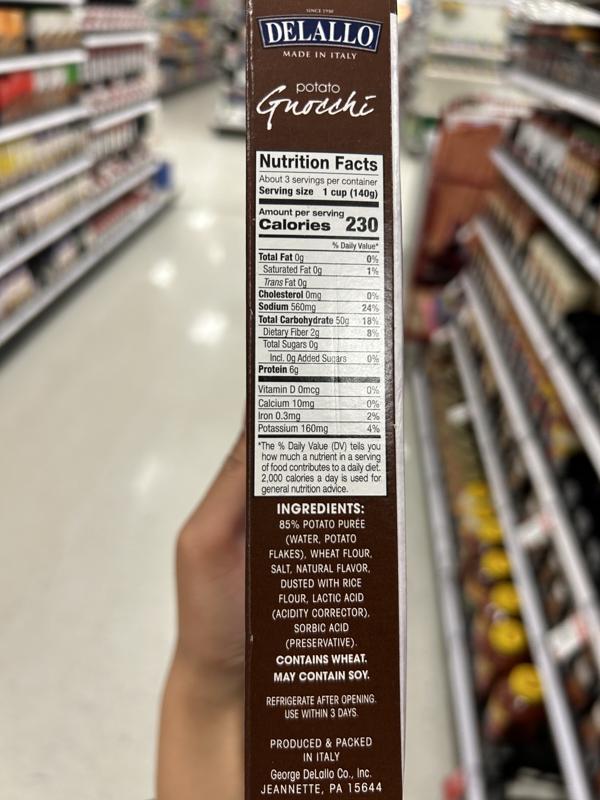 SINCE 1950
DELALLO
MADE IN ITALY
potato
Gnocchi
Nutrition Facts
About 3 servings per container
Serving size 1 cup (140g)
Amount per serving
Calories 230
% Daily Value*
Total Fat 0g 0%
Saturated Fat 0g 1%
Trans Fat 0g
Cholesterol 0mg 0%
Sodium 560mg 24%
Total Carbohydrate 50g 18%
Dietary Fiber 2g 8%
Total Sugars 0g
Incl. 0g Added Sugars 0%
Protein 6g
Vitamin D 0mcg 0%
Calcium 10mg 0%
Iron 0.3mg 2%
Potassium 160mg 4%
*The % Daily Value (DV) tells you
how much a nutrient in a serving
of food contributes to a daily diet.
2,000 calories a day is used for
general nutrition advice.
INGREDIENTS:
85% POTATO PURÉE
(WATER, POTATO
FLAKES), WHEAT FLOUR,
SALT, NATURAL FLAVOR,
DUSTED WITH RICE
FLOUR, LACTIC ACID
(ACIDITY CORRECTOR),
SORBIC ACID
(PRESERVATIVE).
CONTAINS WHEAT.
MAY CONTAIN SOY.
REFRIGERATE AFTER OPENING.
USE WITHIN 3 DAYS.
PRODUCED & PACKED
IN ITALY
George DeLallo Co., Inc.
JEANNETTE, PA 15644